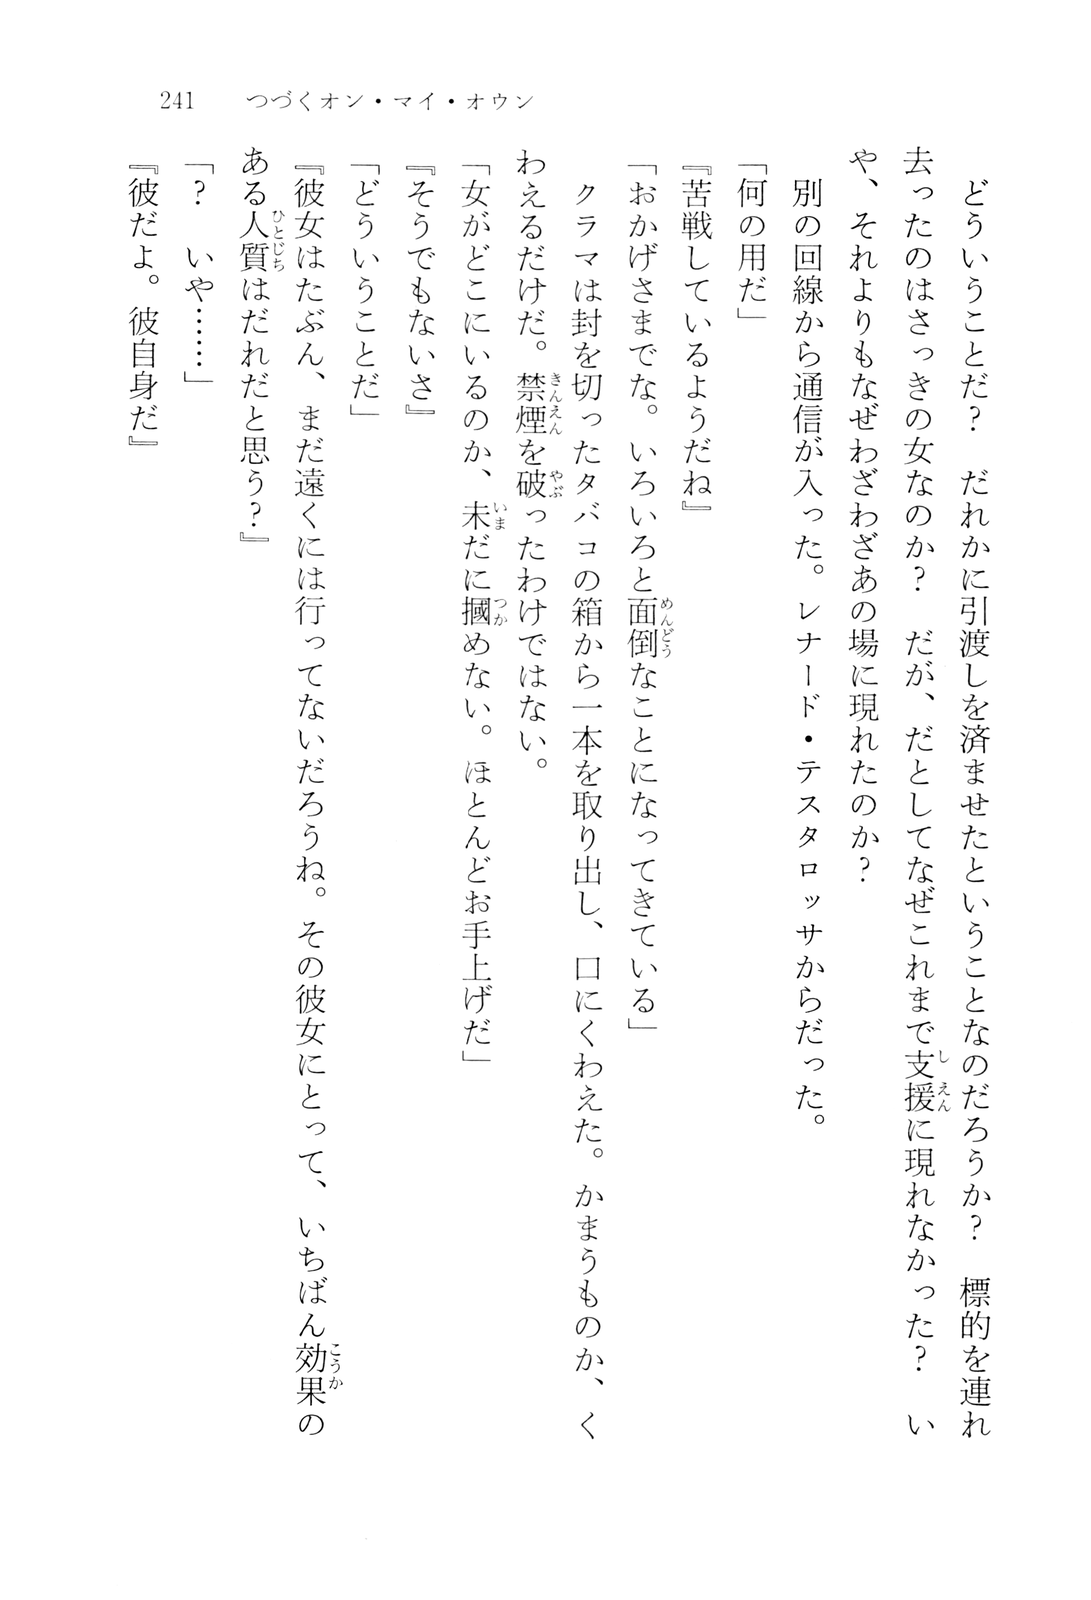 241　つづくオン・マイ・オウン
　どういうことだ？　だれかに引渡しを済ませたということなのだろうか？　標的を連れ
去ったのはさっきの女なのか？　だが、だとしてなぜこれまで支援に現れなかった？　い
や、それよりもなぜわざわざあの場に現れたのか？
　別の回線から通信が入った。レナード・テスタロッサからだった。
「何の用だ」
『苦戦しているようだね』
「おかげさまでな。いろいろと面倒なことになってきている」
　クラマは封を切ったタバコの箱から一本を取り出し、口にくわえた。かまうものか、く
わえるだけだ。禁煙を破ったわけではない。
「女がどこにいるのか、未だに摑めない。ほとんどお手上げだ」
『そうでもないさ』
「どういうことだ」
『彼女はたぶん、まだ遠くには行ってないだろうね。その彼女にとって、いちばん効果の
ある人質はだれだと思う？』
「？　いや……」
『彼だよ。彼自身だ』